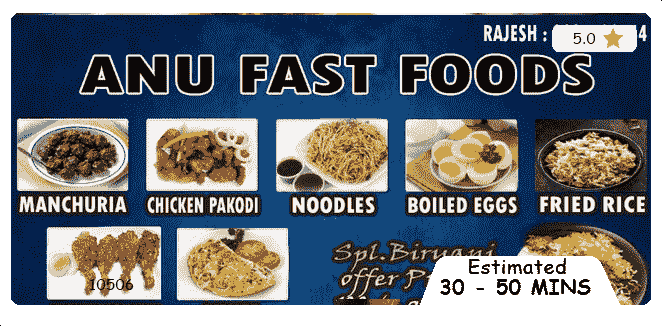 RAJESH :
5.0
ANU FAST FOODS
MANCHURIA CHICKEN PAKODI NOODLES BOILED EGGS FRIED RICE
10506
Spl.Biryani
offer
Estimated
30 - 50 MINS